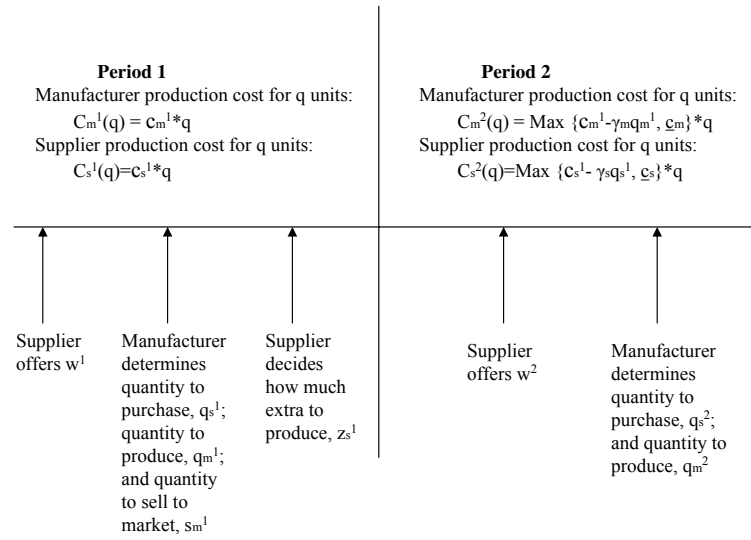 Period 1
Manufacturer production cost for q units:
Cₘ¹(q) = cₘ¹*q
Supplier production cost for q units:
Cₛ¹(q)=cₛ¹*q
Period 2
Manufacturer production cost for q units:
Cₘ²(q) = Max {cₘ¹-γₘqₘ¹, c̲ₘ}*q
Supplier production cost for q units:
Cₛ²(q)=Max {cₛ¹- γₛqₛ¹, c̲ₛ}*q
Supplier
offers w¹
Manufacturer
determines
quantity to
purchase, qₛ¹;
quantity to
produce, qₘ¹;
and quantity
to sell to
market, sₘ¹
Supplier
decides
how much
extra to
produce, zₛ¹
Supplier
offers w²
Manufacturer
determines
quantity to
purchase, qₛ²;
and quantity to
produce, qₘ²